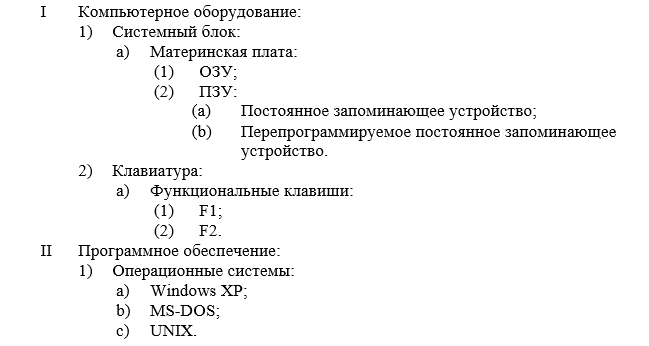 I Компьютерное оборудование:
1) Системный блок:
a) Материнская плата:
(1) ОЗУ;
(2) ПЗУ:
(a) Постоянное запоминающее устройство;
(b) Перепрограммируемое постоянное запоминающее
устройство.
2) Клавиатура:
a) Функциональные клавиши:
(1) F1;
(2) F2.
II Программное обеспечение:
1) Операционные системы:
a) Windows XP;
b) MS-DOS;
c) UNIX.